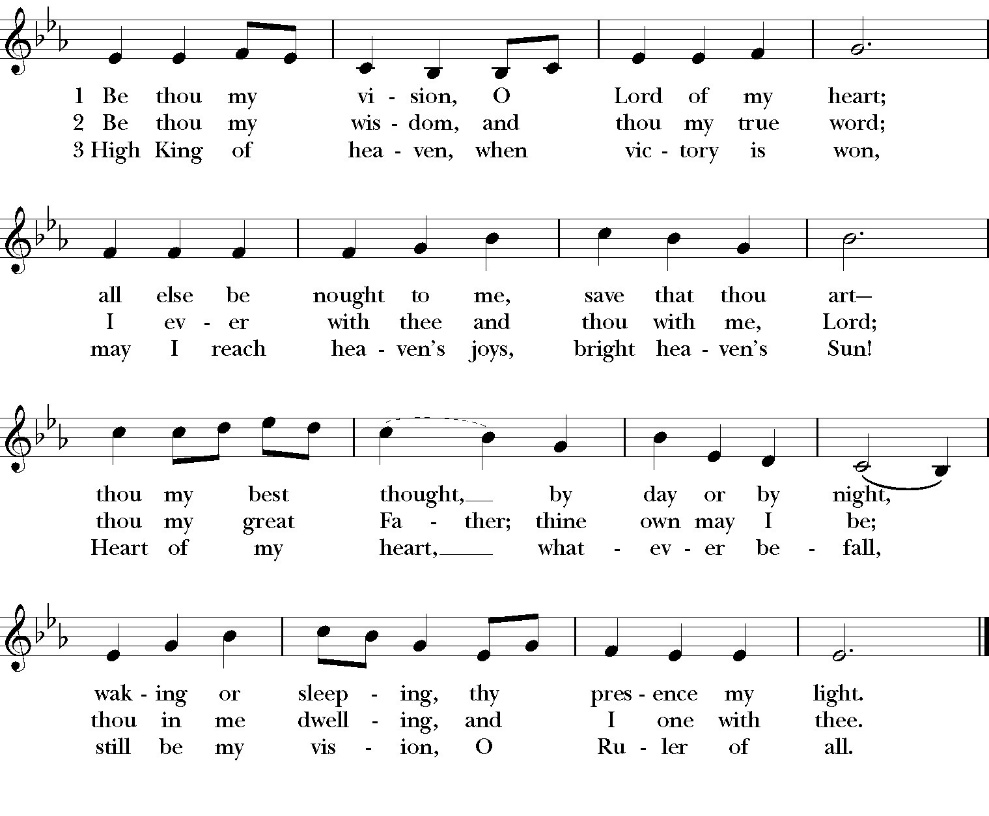 1 Be thou my vi - sion, O Lord of my heart;
2 Be thou my wis - dom, and thou my true word;
3 High King of hea - ven, when vic - tory is won,
all else be nought to me, save that thou art—
I ev - er with thee and thou with me, Lord;
may I reach hea - ven's joys, bright hea - ven's Sun!
thou my best thought,__ by day or by night,
thou my great Fa - ther; thine own may I be;
Heart of my heart,____ what - ev - er be - fall,
wak - ing or sleep - ing, thy pres - ence my light.
thou in me dwell - ing, and I one with thee.
still be my vis - ion, O Ru - ler of all.